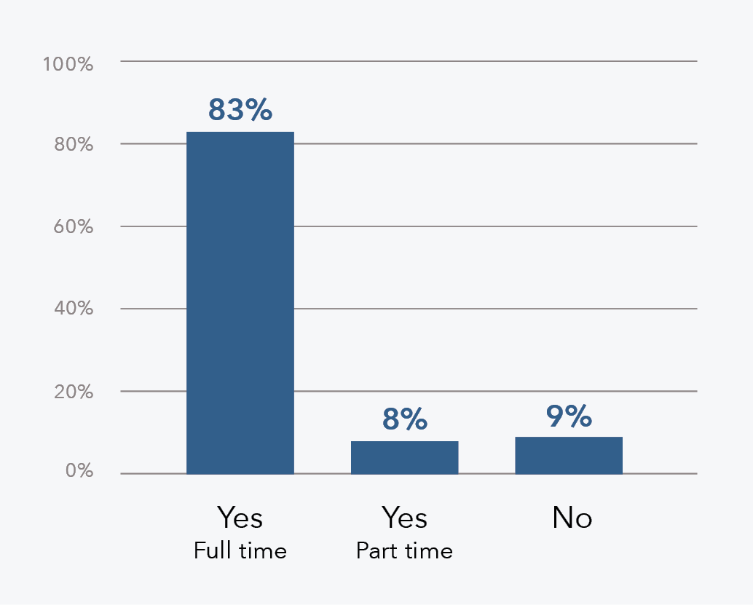 100%
83%
80%
60%
40%
20%
8%
9%
0%
Yes
Full time
Yes
Part time
No